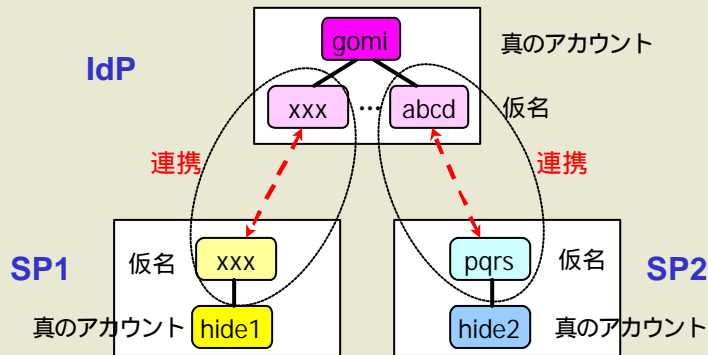 gomi
真のアカウント
IdP
xxx
…
abcd
仮名
連携
連携
SP1
仮名
xxx
pqrs
仮名
SP2
真のアカウント
hide1
hide2
真のアカウント